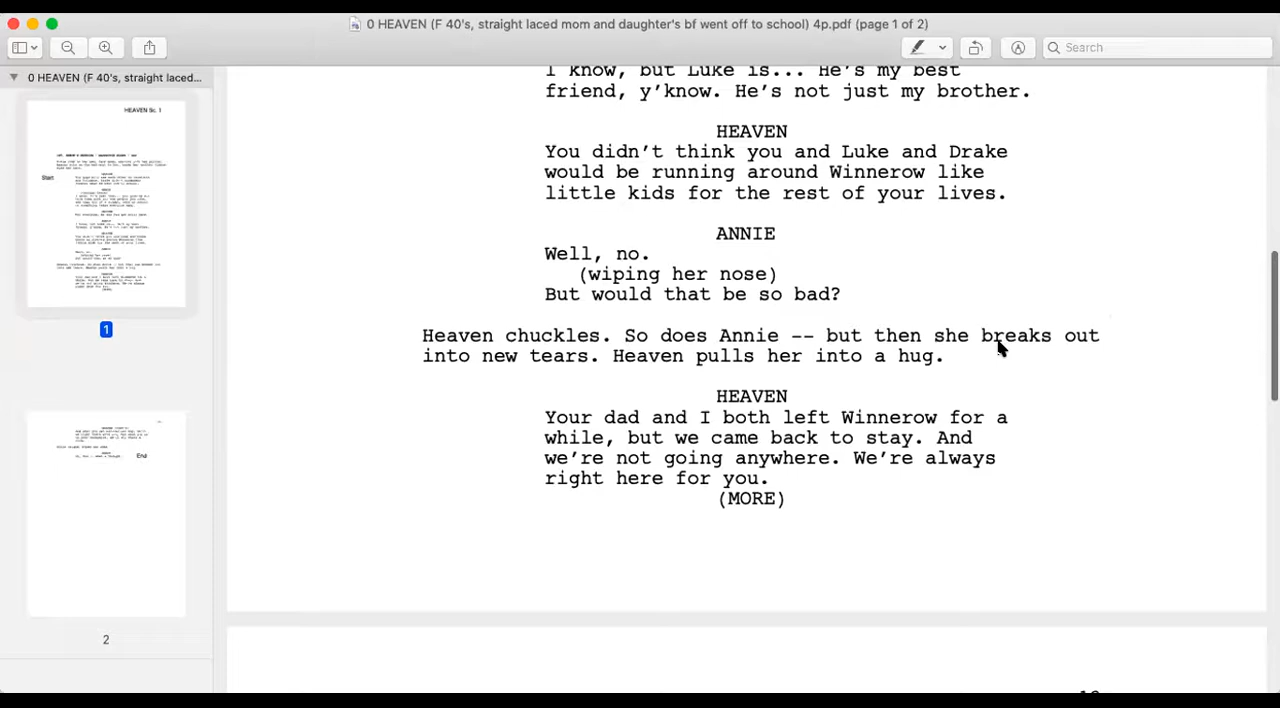 0 HEAVEN (F 40's, straight laced mom and daughter's bf went off to school) 4p.pdf (page 1 of 2)
Search
0 HEAVEN (F 40's, straight laced...
HEAVEN Sc. 1
Start
1
End
2
I know, but Luke is... He's my best
friend, y'know. He's not just my brother.
HEAVEN
You didn't think you and Luke and Drake
would be running around Winnerow like
little kids for the rest of your lives.
ANNIE
Well, no.
(wiping her nose)
But would that be so bad?
Heaven chuckles. So does Annie -- but then she breaks out
into new tears. Heaven pulls her into a hug.
HEAVEN
Your dad and I both left Winnerow for a
while, but we came back to stay. And
we're not going anywhere. We're always
right here for you.
(MORE)